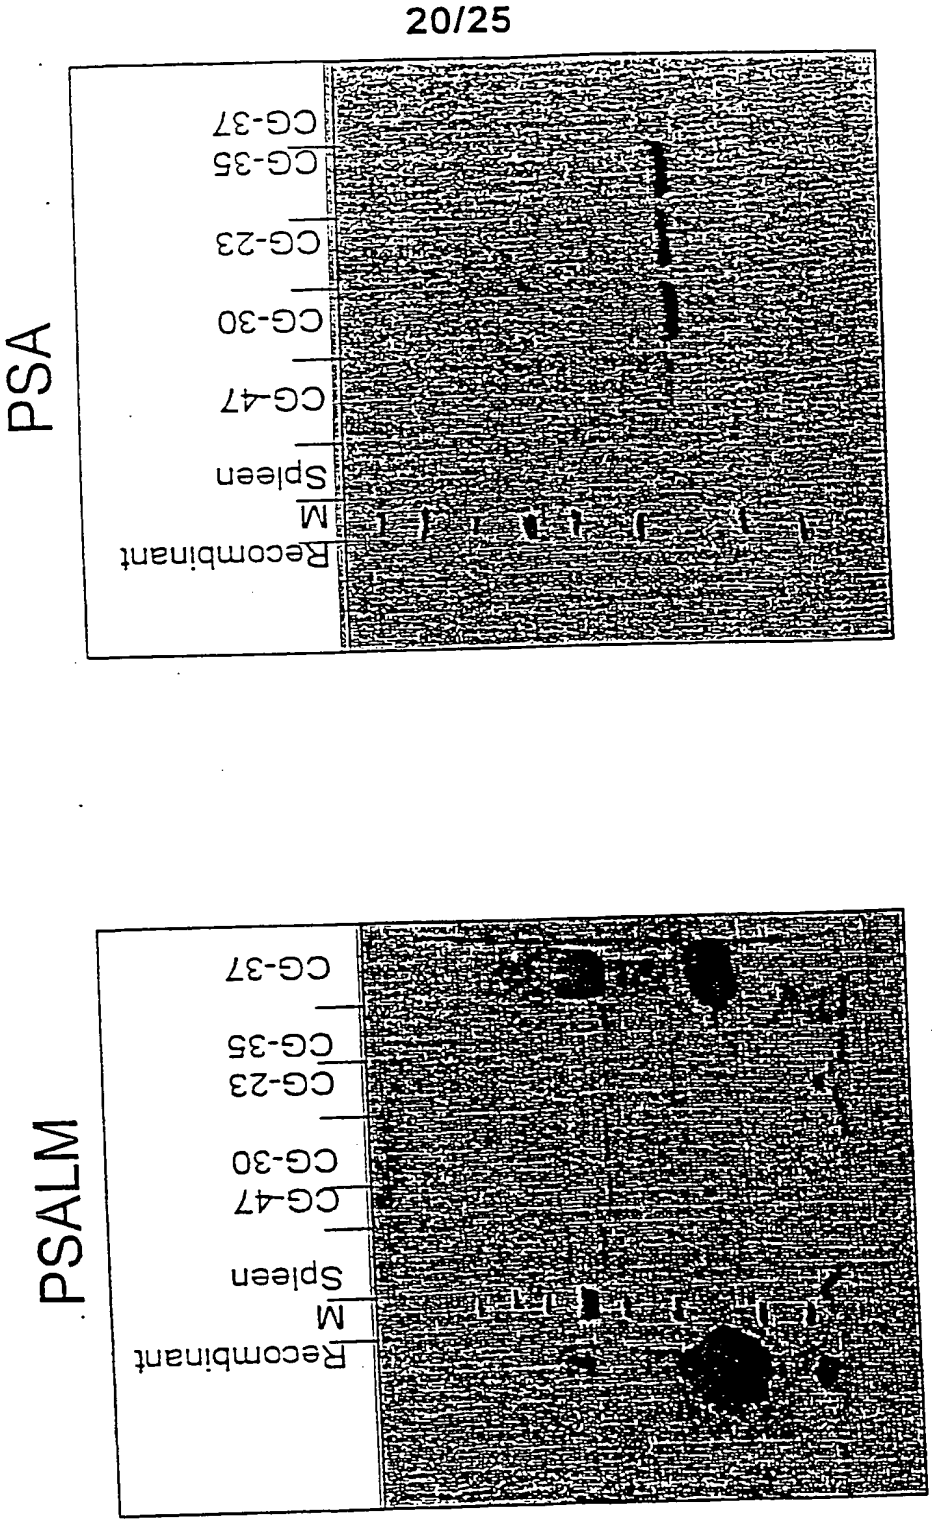 20/25
PSA
CG-37
CG-35
CG-23
CG-30
CG-47
Spleen
M
Recombinant
PSALM
CG-37
CG-35
CG-23
CG-30
CG-47
Spleen
M
Recombinant